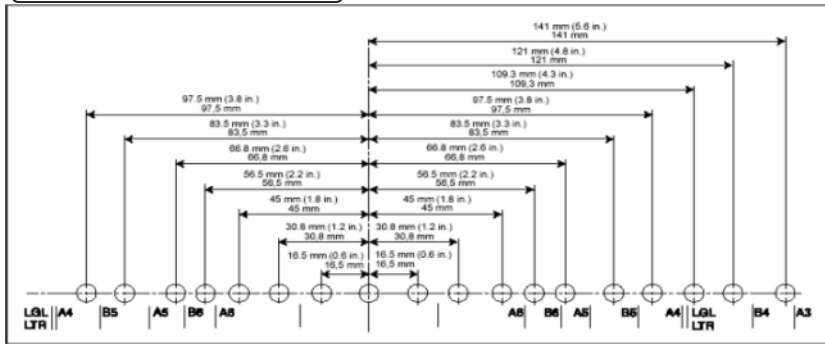 141 mm (5.6 in.)
141 mm
121 mm (4.8 in.)
121 mm
109.3 mm (4.3 in.)
109,3 mm
97.5 mm (3.8 in.)
97,5 mm
97.5 mm (3.8 in.)
97,5 mm
83.5 mm (3.3 in.)
83,5 mm
83.5 mm (3.3 in.)
83,5 mm
66.8 mm (2.6 in.)
66,8 mm
66.8 mm (2.6 in.)
66,8 mm
56.5 mm (2.2 in.)
56,5 mm
56.5 mm (2.2 in.)
56,5 mm
45 mm (1.8 in.)
45 mm
45 mm (1.8 in.)
45 mm
30.8 mm (1.2 in.)
30,8 mm
30.8 mm (1.2 in.)
30,8 mm
16.5 mm (0.6 in.)
16,5 mm
16.5 mm (0.6 in.)
16,5 mm
LGL A4 B5 A5 B6 A6 A6 B6 A5 B5 A4 LGL B4 A3
LTR LTR